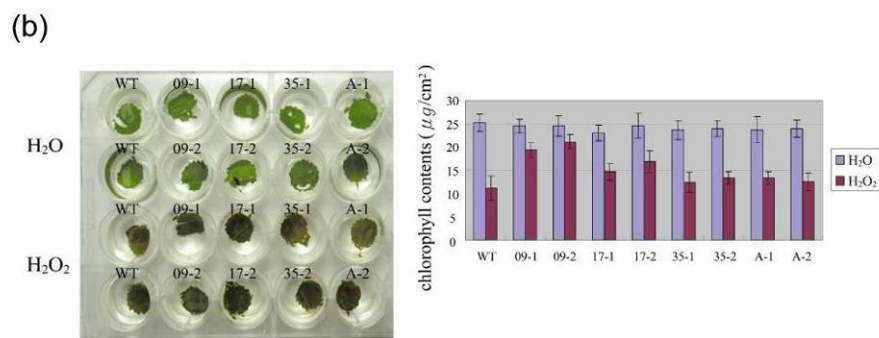 (b)
WT 09-1 17-1 35-1 A-1
H₂O
WT 09-2 17-2 35-2 A-2
WT 09-1 17-1 35-1 A-1
H₂O₂
WT 09-2 17-2 35-2 A-2
chlorophyll contents ( μg/cm²)
30
25
20
15
10
5
0
WT 09-1 09-2 17-1 17-2 35-1 35-2 A-1 A-2
H₂O
H₂O₂